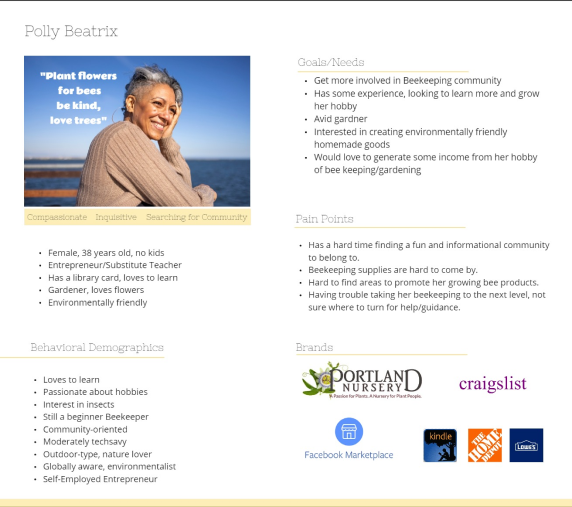 Polly Beatrix
"Plant flowers
for bees
be kind,
love trees"
Compassionate Inquisitive Searching for Community
• Female, 38 years old, no kids
• Entrepreneur/Substitute Teacher
• Has a library card, loves to learn
• Gardener, loves flowers
• Environmentally friendly
Behavioral Demographics
• Loves to learn
• Passionate about hobbies
• Interest in insects
• Still a beginner Beekeeper
• Community-oriented
• Moderately techsavy
• Outdoor-type, nature lover
• Globally aware, environmentalist
• Self-Employed Entrepreneur
Goals/Needs
• Get more involved in Beekeeping community
• Has some experience, looking to learn more and grow
her hobby
• Avid gardner
• Interested in creating environmentally friendly
homemade goods
• Would love to generate some income from her hobby
of bee keeping/gardening
Pain Points
• Has a hard time finding a fun and informational community
to belong to.
• Beekeeping supplies are hard to come by.
• Hard to find areas to promote her growing bee products.
• Having trouble taking her beekeeping to the next level, not
sure where to turn for help/guidance.
Brands
PORTLAND
NURSERY
A Passion for Plants, A Nursery for Plant People.
craigslist
Facebook Marketplace
kindle
THE
HOME
DEPOT
LOWE'S